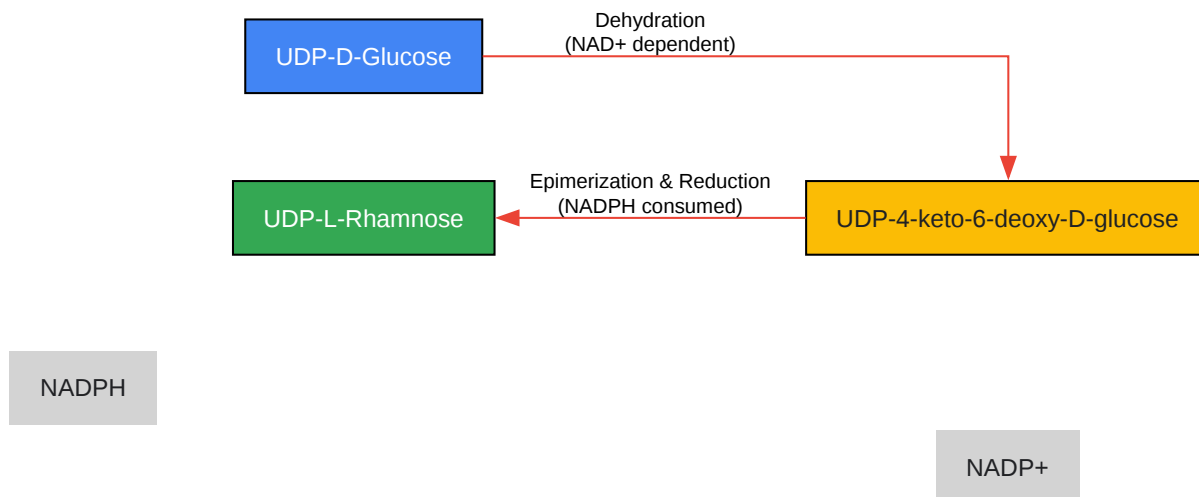 Dehydration
(NAD+ dependent)
UDP-D-Glucose
Epimerization & Reduction
(NADPH consumed)
UDP-L-Rhamnose
UDP-4-keto-6-deoxy-D-glucose
NADPH
NADP+